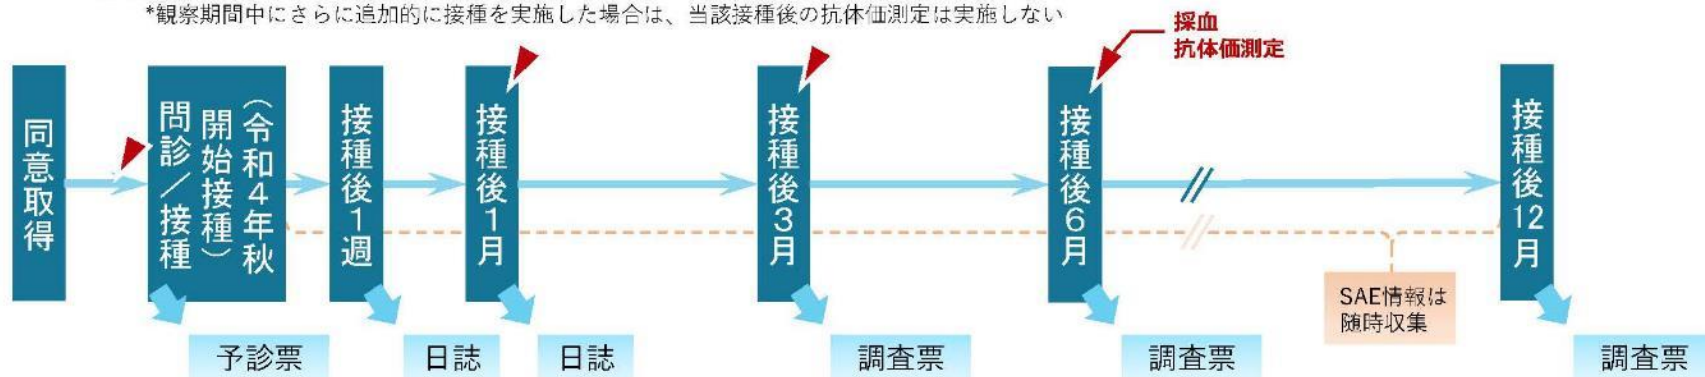 *観察期間中にさらに追加的に接種を実施した場合は、当該接種後の抗体価測定は実施しない
採血
抗体価測定
同意取得
(令和4年秋
開始接種)
問診/接種
接種後1週
接種後1月
接種後3月
接種後6月
接種後12月
SAE情報は
随時収集
予診票
日誌
日誌
調査票
調査票
調査票